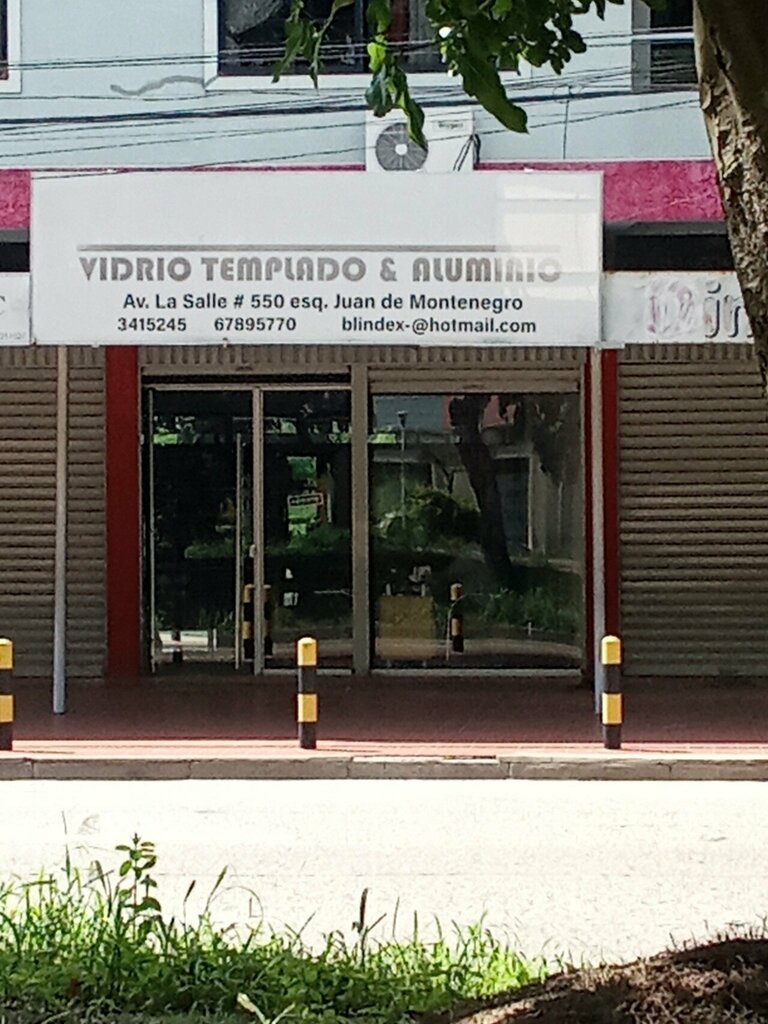 VIDRIO TEMPLADO & ALUMINIO
Av. La Salle # 550 esq. Juan de Montenegro
3415245 67895770 blindex-@hotmail.com